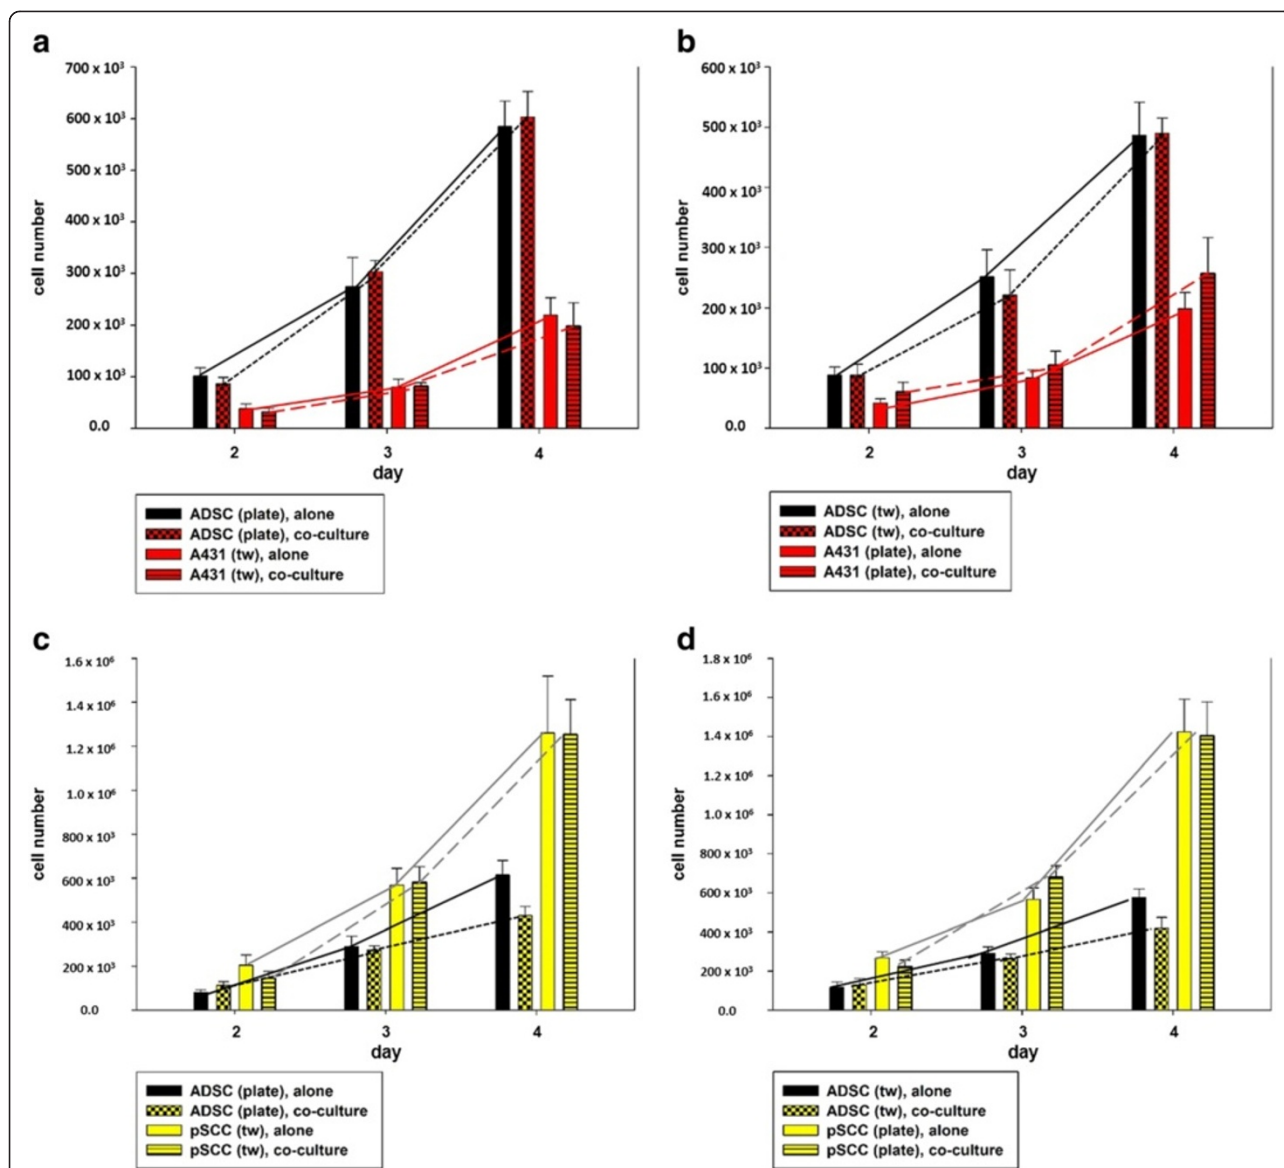 a
700 x 10³
600 x 10³
500 x 10³
400 x 10³
300 x 10³
200 x 10³
100 x 10³
0.0
cell number
2 3 4
day
ADSC (plate), alone
ADSC (plate), co-culture
A431 (tw), alone
A431 (tw), co-culture
b
600 x 10³
500 x 10³
400 x 10³
300 x 10³
200 x 10³
100 x 10³
0.0
cell number
2 3 4
day
ADSC (tw), alone
ADSC (tw), co-culture
A431 (plate), alone
A431 (plate), co-culture
c
1.6 x 10⁶
1.4 x 10⁶
1.2 x 10⁶
1.0 x 10⁶
800 x 10³
600 x 10³
400 x 10³
200 x 10³
0.0
cell number
2 3 4
day
ADSC (plate), alone
ADSC (plate), co-culture
pSCC (tw), alone
pSCC (tw), co-culture
d
1.8 x 10⁶
1.6 x 10⁶
1.4 x 10⁶
1.2 x 10⁶
1.0 x 10⁶
800 x 10³
600 x 10³
400 x 10³
200 x 10³
0.0
cell number
2 3 4
day
ADSC (tw), alone
ADSC (tw), co-culture
pSCC (plate), alone
pSCC (plate), co-culture